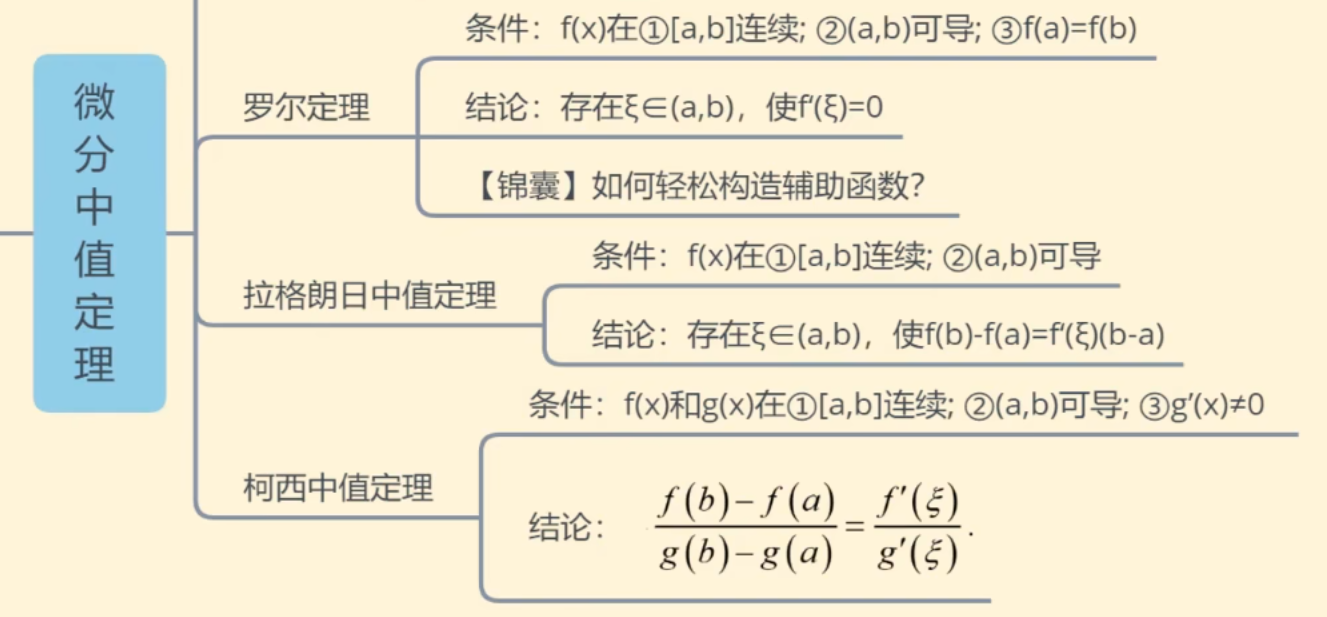 微分中值定理
罗尔定理
条件：f(x)在①[a,b]连续; ②(a,b)可导; ③f(a)=f(b)
结论：存在ξ∈(a,b)，使f′(ξ)=0
【锦囊】如何轻松构造辅助函数?
拉格朗日中值定理
条件：f(x)在①[a,b]连续; ②(a,b)可导
结论：存在ξ∈(a,b)，使f(b)-f(a)=f′(ξ)(b-a)
柯西中值定理
条件：f(x)和g(x)在①[a,b]连续; ②(a,b)可导; ③g′(x)≠0
结论： (f(b)-f(a))/(g(b)-g(a)) = f′(ξ)/g′(ξ).